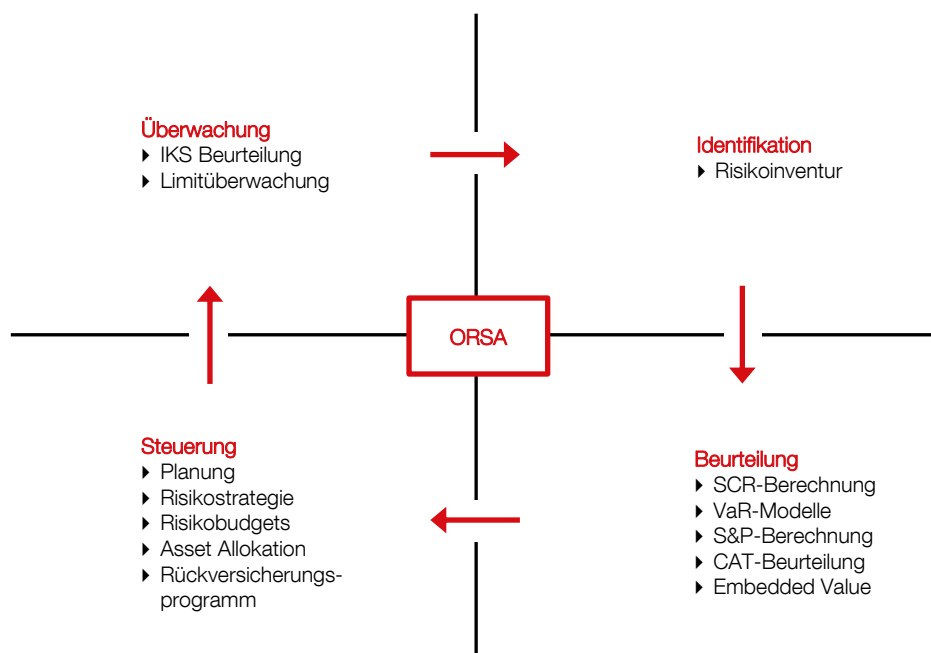 Überwachung
IKS Beurteilung
Limitüberwachung
Identifikation
Risikoinventur
ORSA
Steuerung
Planung
Risikostrategie
Risikobudgets
Asset Allokation
Rückversicherungs-
programm
Beurteilung
SCR-Berechnung
VaR-Modelle
S&P-Berechnung
CAT-Beurteilung
Embedded Value